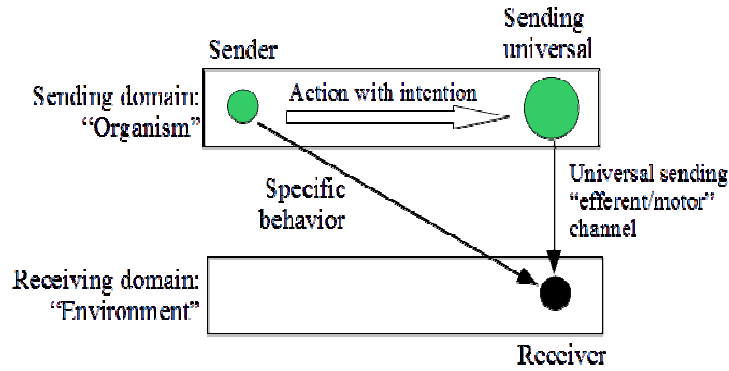 Sending
universal
Sender
Sending domain:
“Organism”
Action with intention
Specific
behavior
Universal sending
“efferent/motor”
channel
Receiving domain:
“Environment”
Receiver